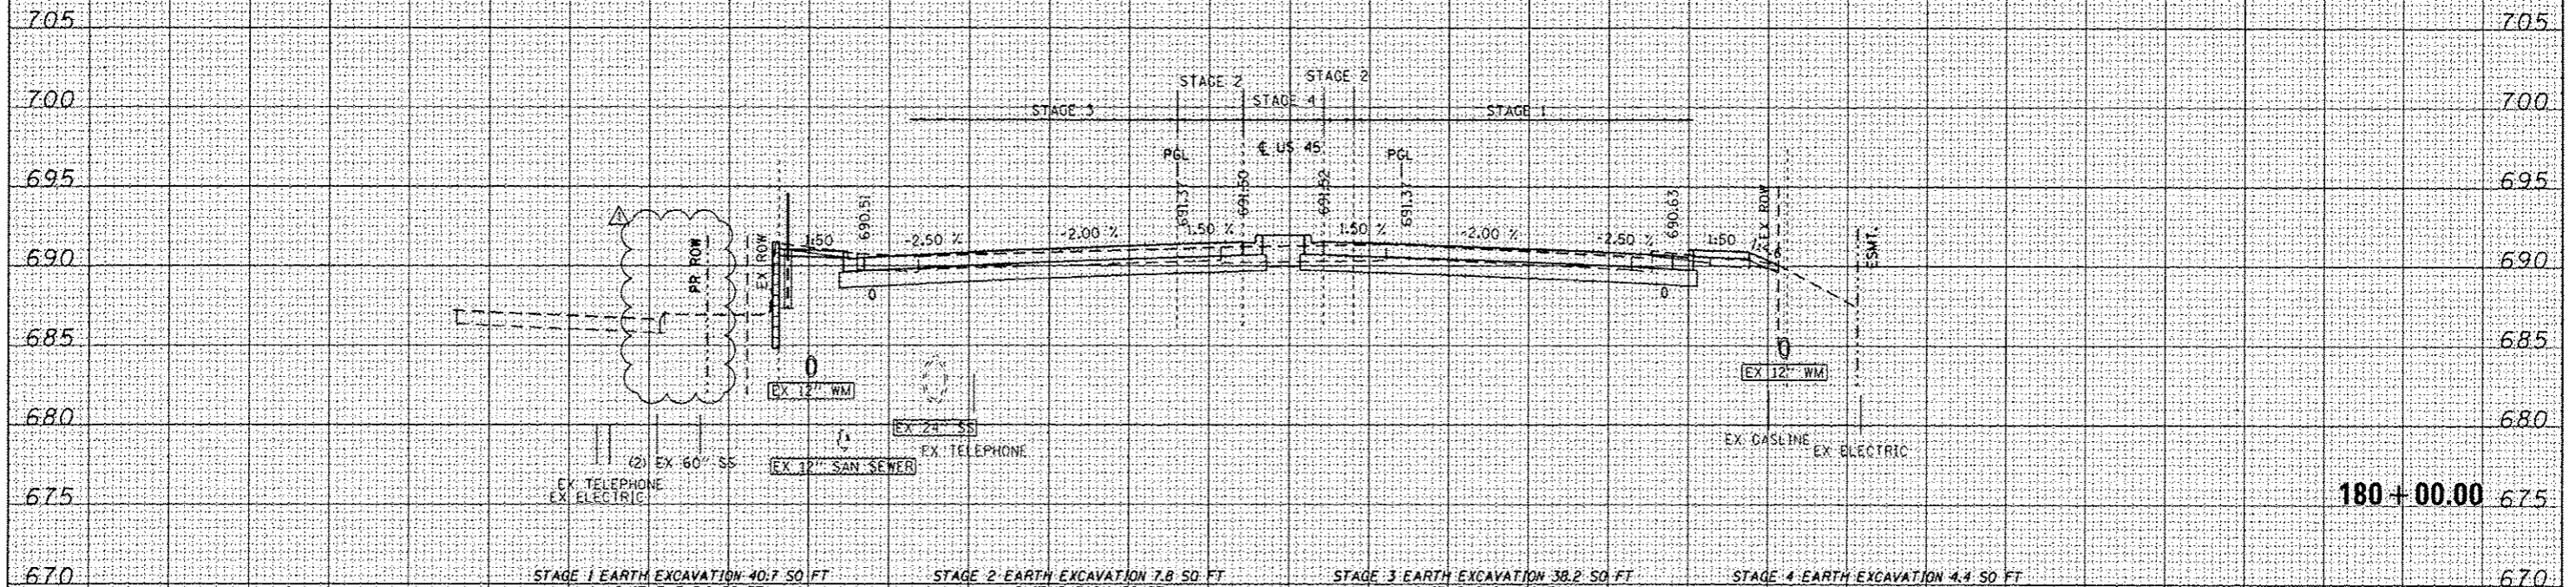 705 705
STAGE 2 STAGE 2
700 STAGE 4 700
STAGE 3 STAGE 1
PGL ℄ US 45 PGL
695 695
690.51 691.37 691.50 691.52 691.37 690.63 EX ROW
1:50 -2.50 % -2.00 % 1.50 % 1.50 % -2.00 % -2.50 % 1:50
690 PR ROW EX ROW ESMT. 690
0 0
685 685
EX 12" WM EX 12" WM
680 680
EX 24" SS
EX GASLINE
EX TELEPHONE EX ELECTRIC
(2) EX 60" SS EX 12" SAN SEWER
EX TELEPHONE
EX ELECTRIC
675 180+00.00 675
670 STAGE 1 EARTH EXCAVATION 40.7 SQ FT STAGE 2 EARTH EXCAVATION 7.8 SQ FT STAGE 3 EARTH EXCAVATION 38.2 SQ FT STAGE 4 EARTH EXCAVATION 4.4 SQ FT 670